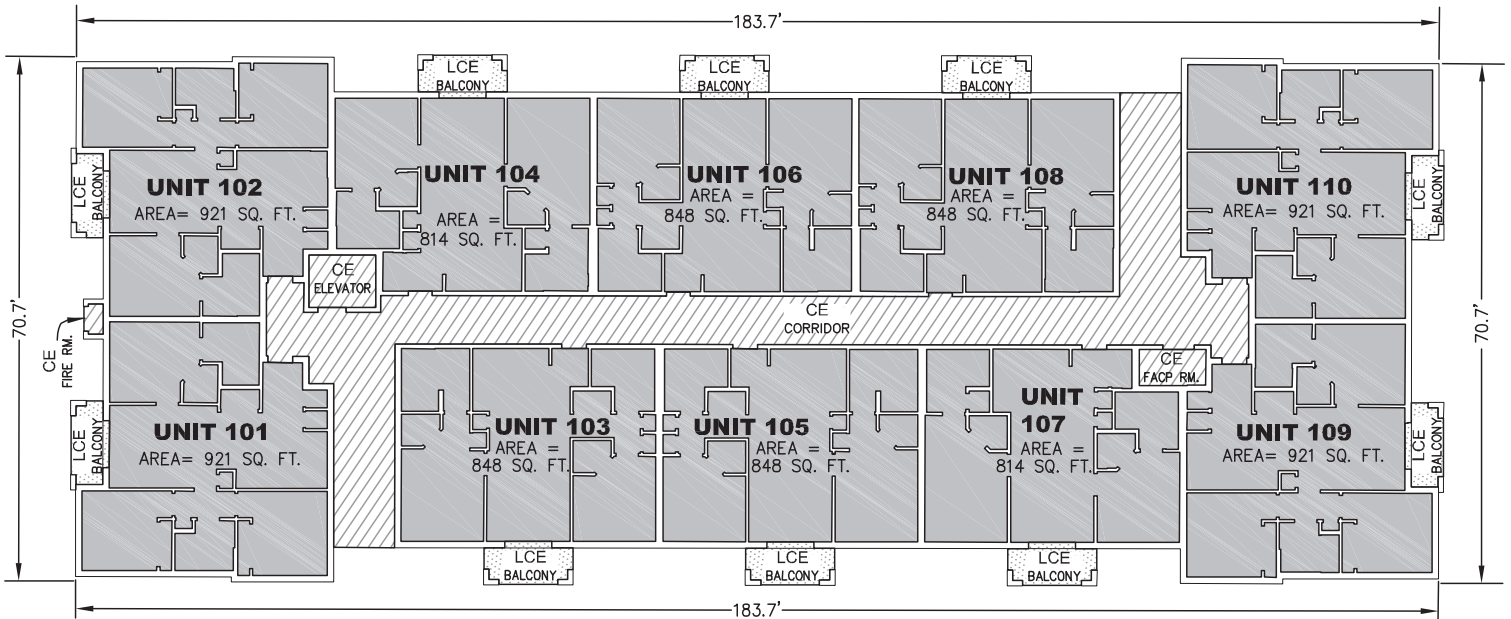 183.7'
LCE
BALCONY
LCE
BALCONY
LCE
BALCONY
70.7'
70.7'
LCE
BALCONY
UNIT 102
AREA= 921 SQ. FT.
UNIT 104
AREA =
814 SQ. FT.
UNIT 106
AREA =
848 SQ. FT.
UNIT 108
AREA =
848 SQ. FT.
UNIT 110
AREA= 921 SQ. FT.
LCE
BALCONY
CE
ELEVATOR
CE
CORRIDOR
CE
FIRE RM.
CE
FACP RM.
LCE
BALCONY
UNIT 101
AREA= 921 SQ. FT.
UNIT 103
AREA =
848 SQ. FT.
UNIT 105
AREA =
848 SQ. FT.
UNIT
107
AREA =
814 SQ. FT.
UNIT 109
AREA= 921 SQ. FT.
LCE
BALCONY
LCE
BALCONY
LCE
BALCONY
LCE
BALCONY
183.7'